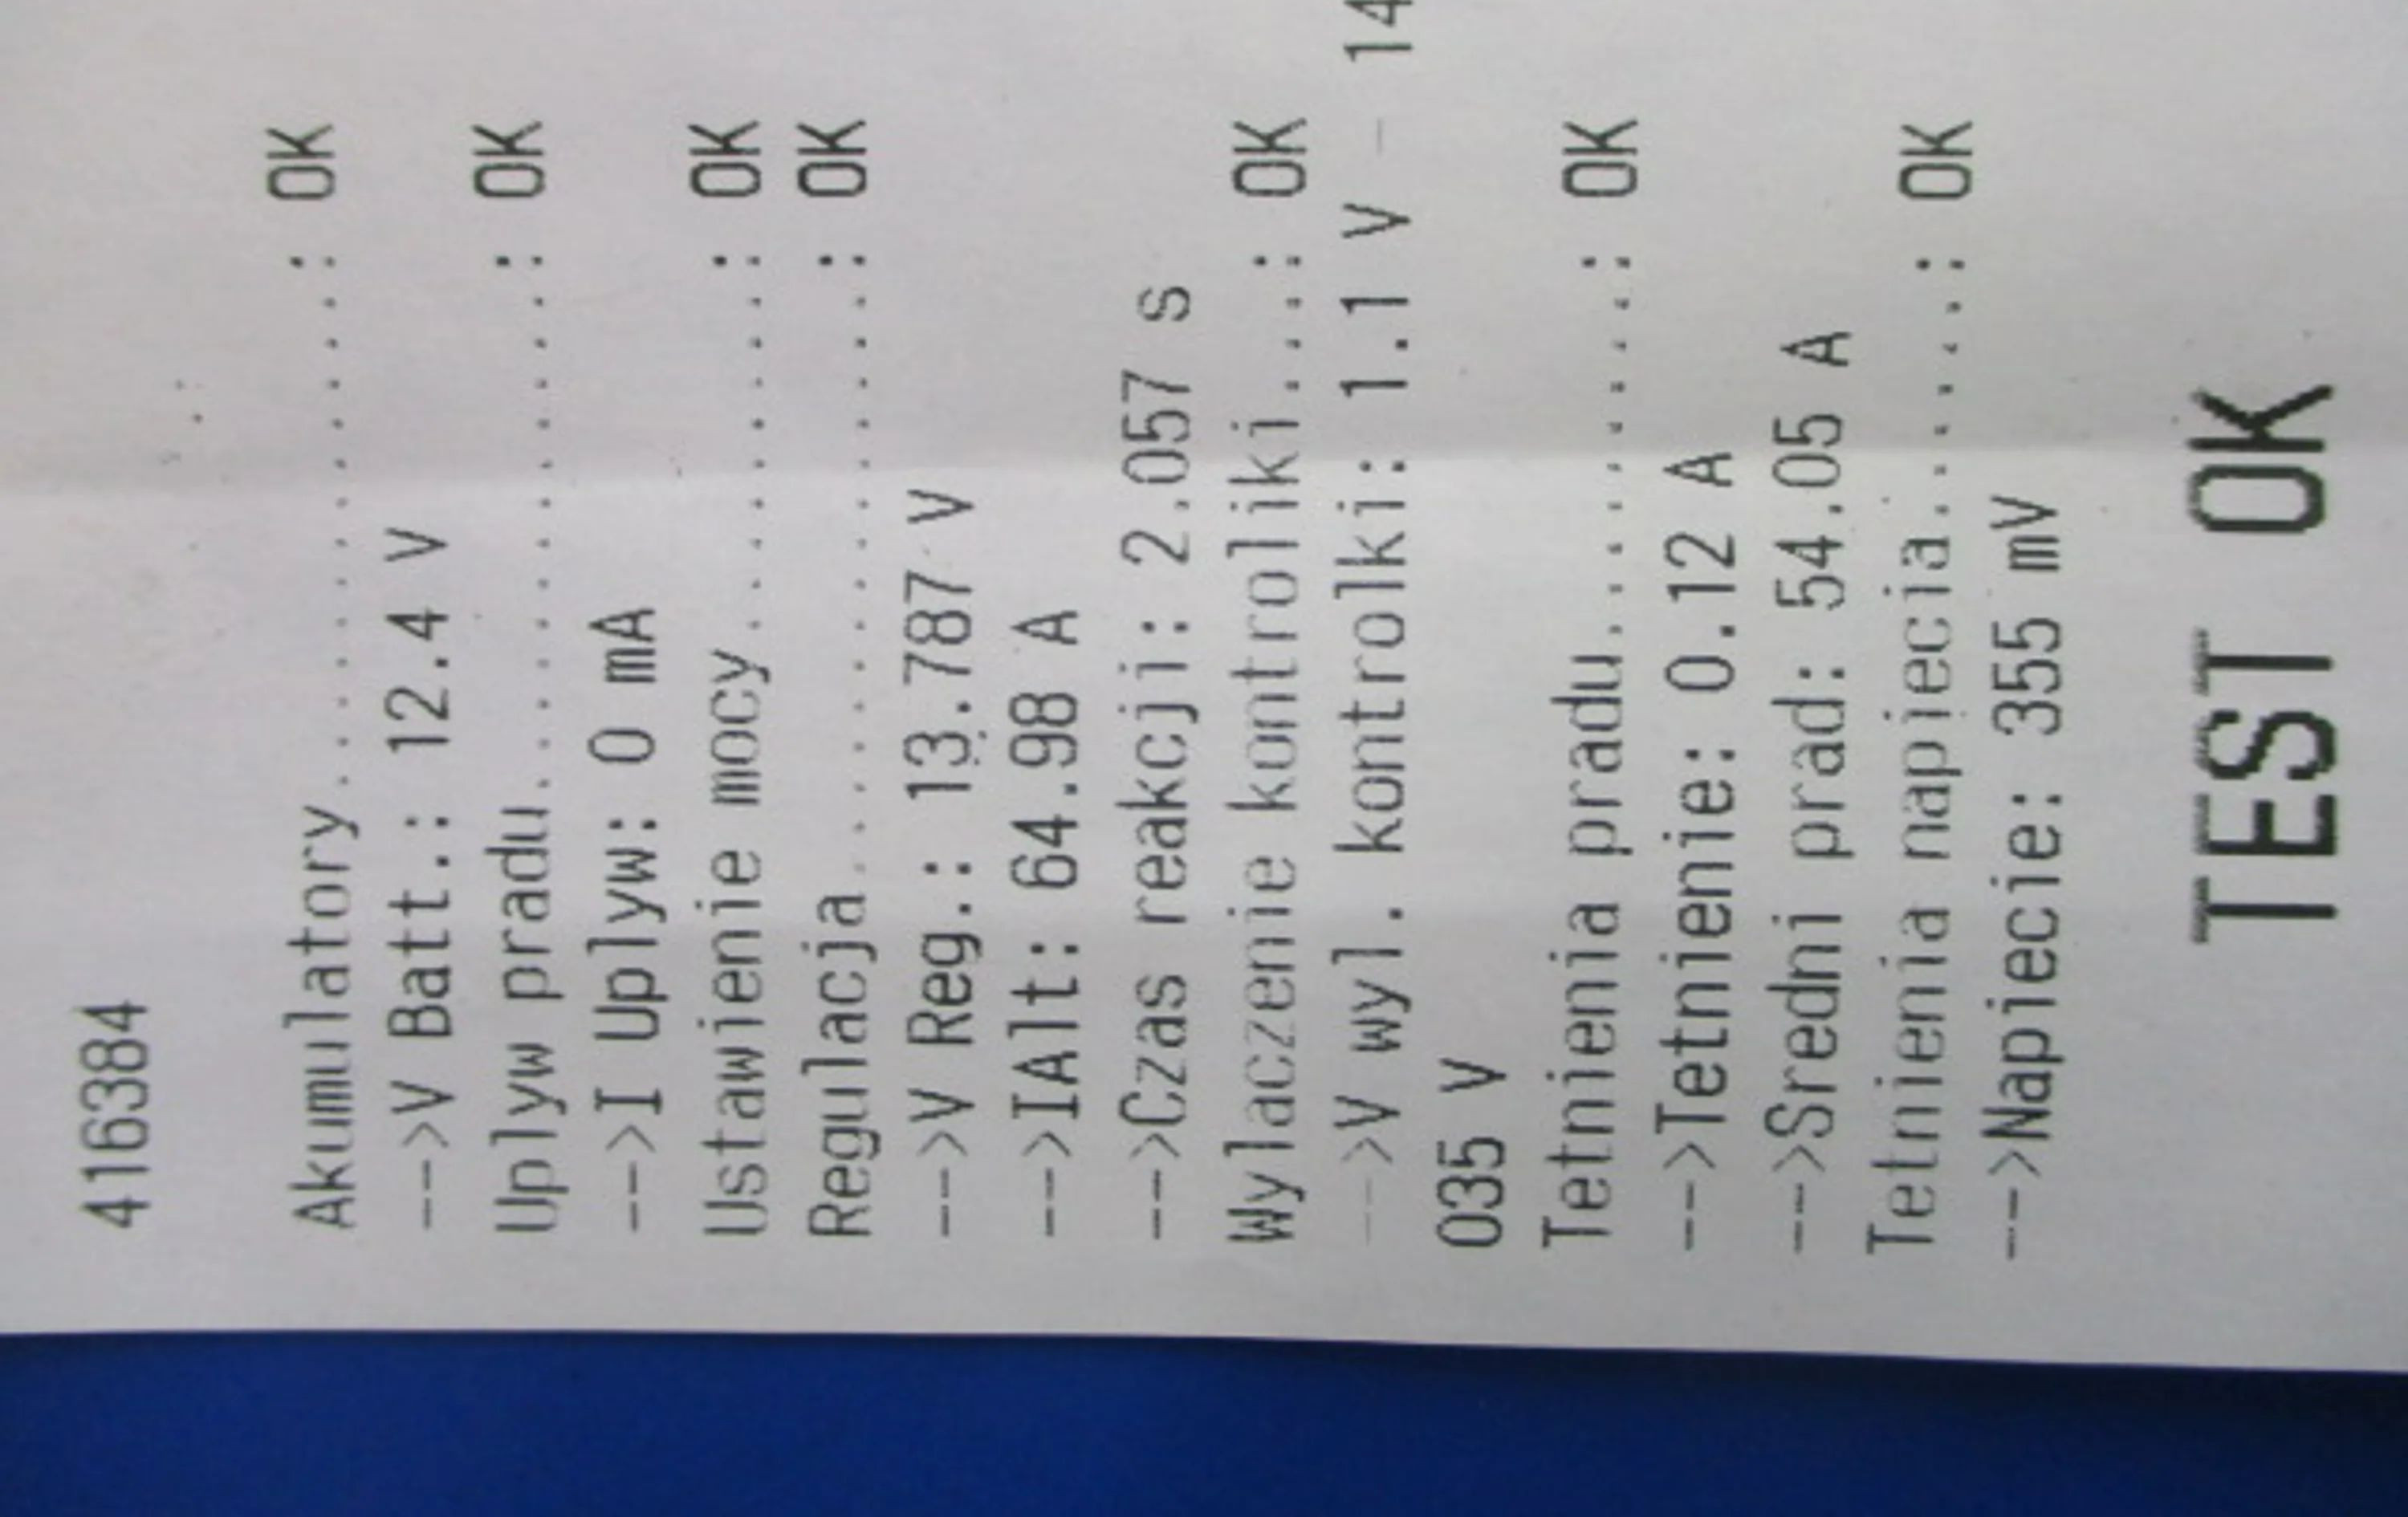 416384
Akumulatory...............: OK
-->V Batt.: 12.4 V
Uplyw pradu...............: OK
-->I Uplyw: 0 mA
Ustawienie mocy...........: OK
Regulacja.................: OK
-->V Reg.: 13.787 V
-->IAlt: 64.98 A
-->Czas reakcji: 2.057 s
Wylaczenie kontroliki....: OK
-->V wyl. kontrolki: 1.1 V - 14
035 V
Tetnienia pradu...........: OK
-->Tetnienie: 0.12 A
-->Sredni prad: 54.05 A
Tetnienia napiecia.......: OK
-->Napiecie: 355 mV
TEST OK